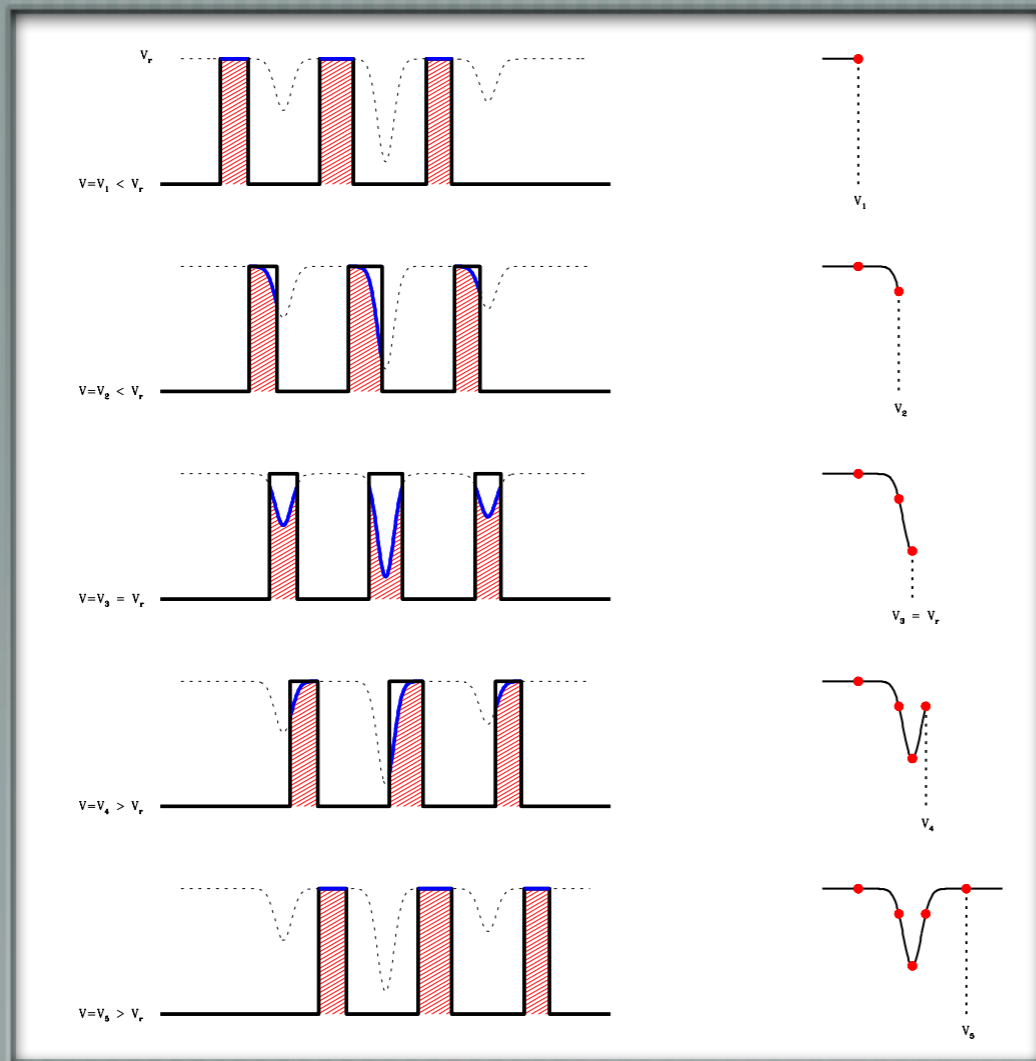 Vr
V=V1 < Vr
V1
V=V2 < Vr
V2
V=V3 = Vr
V3 = Vr
V=V4 > Vr
V4
V=V5 > Vr
V5